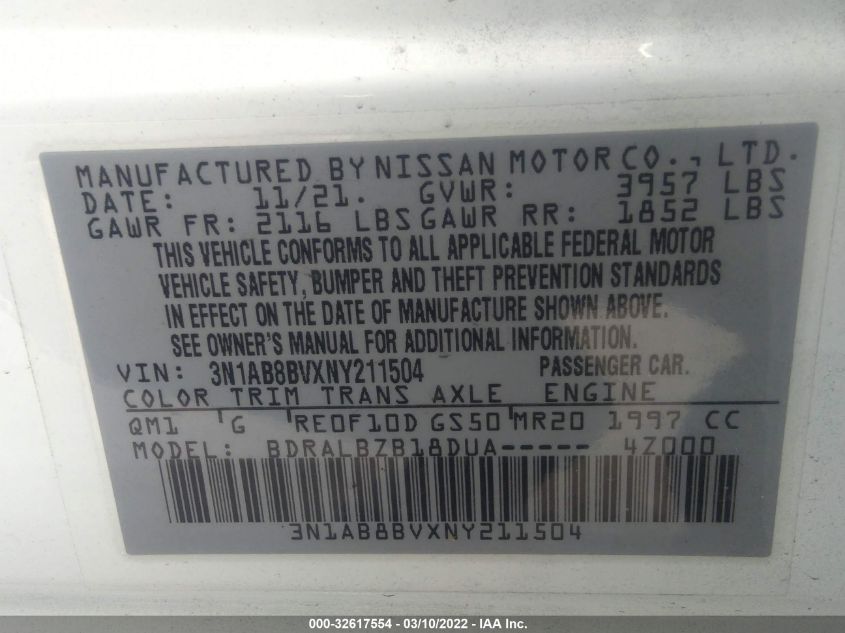 MANUFACTURED BY NISSAN MOTOR CO., LTD.
DATE: 11/21. GVWR: 3957 LBS
GAWR FR: 2116 LBS GAWR RR: 1852 LBS
THIS VEHICLE CONFORMS TO ALL APPLICABLE FEDERAL MOTOR
VEHICLE SAFETY, BUMPER AND THEFT PREVENTION STANDARDS
IN EFFECT ON THE DATE OF MANUFACTURE SHOWN ABOVE.
SEE OWNER'S MANUAL FOR ADDITIONAL INFORMATION.
VIN: 3N1AB8BVXNY211504 PASSENGER CAR.
COLOR TRIM TRANS AXLE ENGINE
QM1 G RE0F10D GS50 MR20 1997 CC
MODEL: BDRALBZB18DUA----- 4Z000
3N1AB8BVXNY211504
000-32617554 - 03/10/2022 - IAA Inc.